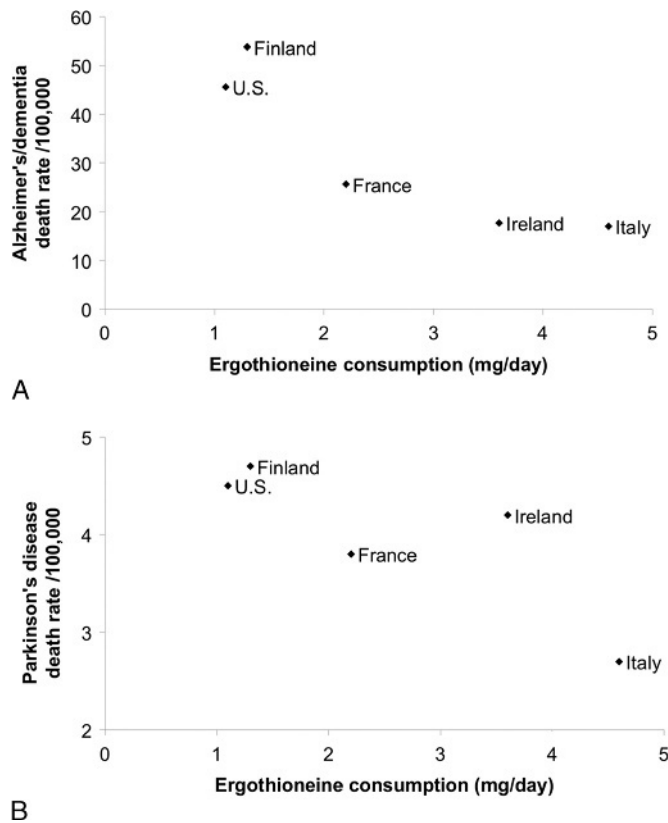 60
50
40
30
20
10
0
Alzheimer's/dementia
death rate /100,000
Finland
U.S.
France
Ireland
Italy
0 1 2 3 4 5
Ergothioneine consumption (mg/day)
A
5
4
3
2
Parkinson's disease
death rate /100,000
Finland
U.S.
Ireland
France
Italy
0 1 2 3 4 5
Ergothioneine consumption (mg/day)
B